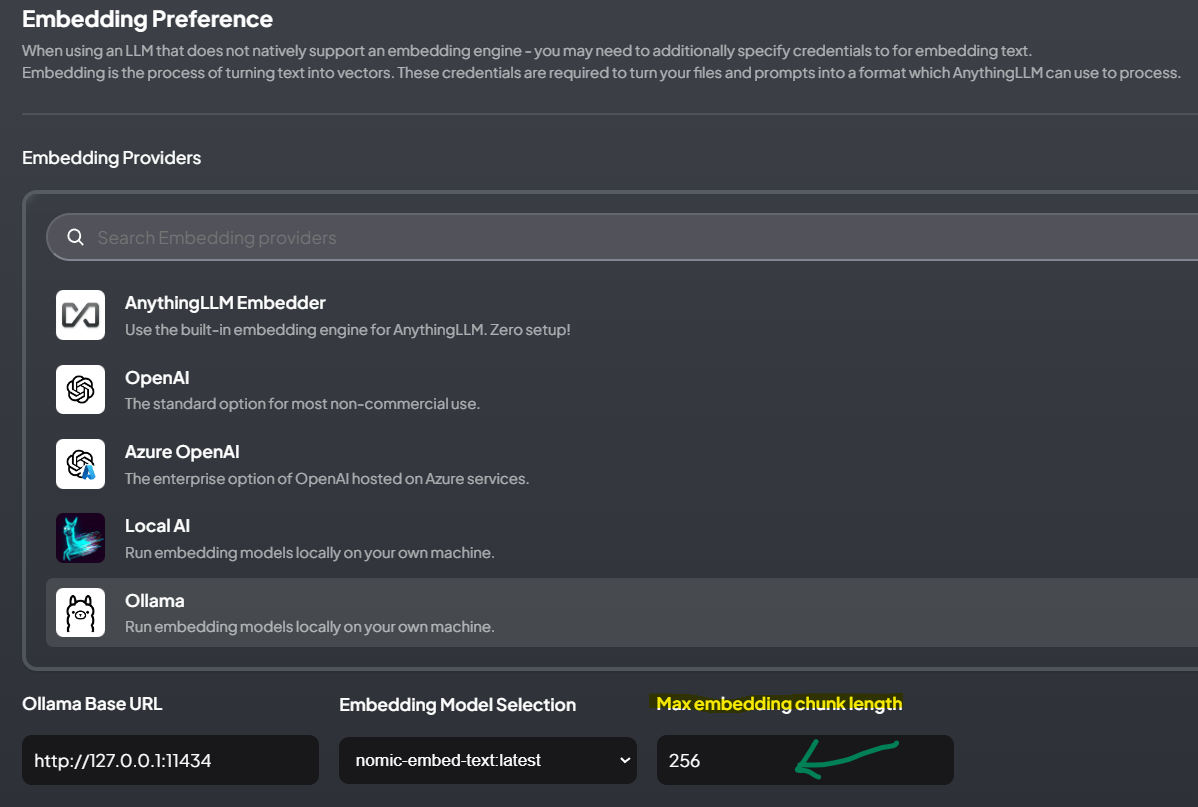 Embedding Preference
When using an LLM that does not natively support an embedding engine - you may need to additionally specify credentials to for embedding text.
Embedding is the process of turning text into vectors. These credentials are required to turn your files and prompts into a format which AnythingLLM can use to process.
Embedding Providers
Search Embedding providers
AnythingLLM Embedder
Use the built-in embedding engine for AnythingLLM. Zero setup!
OpenAI
The standard option for most non-commercial use.
Azure OpenAI
The enterprise option of OpenAI hosted on Azure services.
Local AI
Run embedding models locally on your own machine.
Ollama
Run embedding models locally on your own machine.
Ollama Base URL
Embedding Model Selection
Max embedding chunk length
http://127.0.0.1:11434
nomic-embed-text:latest
256